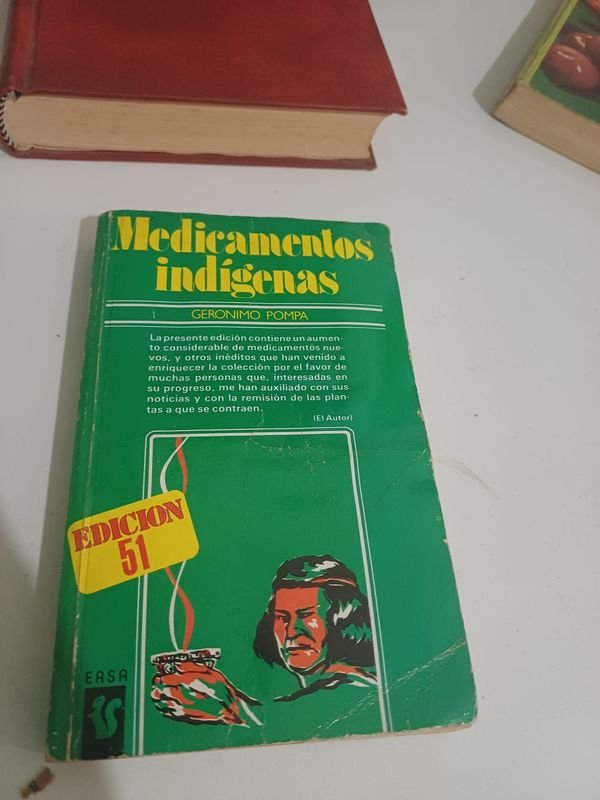 Medicamentos
indígenas
GERONIMO POMPA
La presente edición contiene un aumen-
to considerable de medicamentos nue-
vos, y otros inéditos que han venido a
enriquecer la colección por el favor de
muchas personas que, interesadas en
su progreso, me han auxiliado con sus
noticias y con la remisión de las plan-
tas a que se contraen.
(El Autor)
EDICION
51
EASA